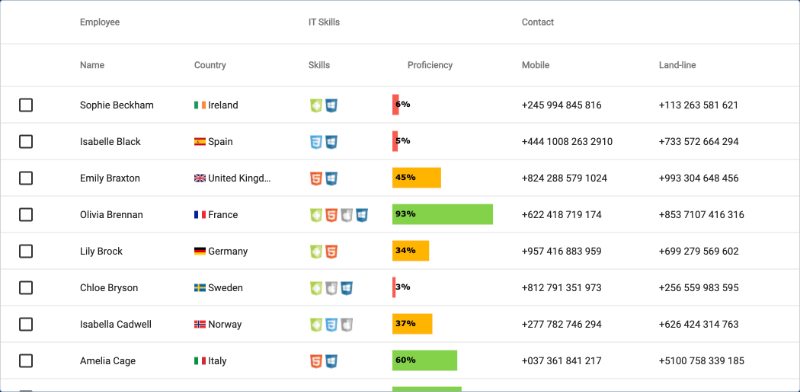 Employee IT Skills Contact
Name Country Skills Proficiency Mobile Land-line
Sophie Beckham Ireland 6% +245 994 845 816 +113 263 581 621
Isabelle Black Spain 5% +444 1008 263 2910 +733 572 664 294
Emily Braxton United Kingd... 45% +824 288 579 1024 +993 304 648 456
Olivia Brennan France 93% +622 418 719 174 +853 7107 416 316
Lily Brock Germany 34% +957 416 883 959 +699 279 569 602
Chloe Bryson Sweden 3% +812 791 351 973 +256 559 983 595
Isabella Cadwell Norway 37% +277 782 746 294 +626 424 314 763
Amelia Cage Italy 60% +037 361 841 217 +5100 758 339 185